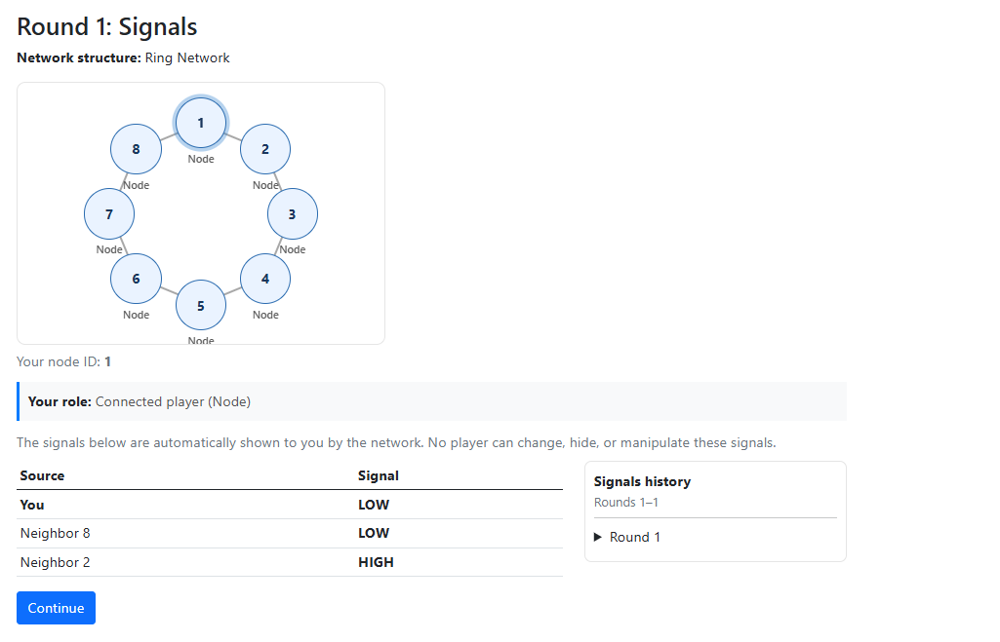 Round 1: Signals
Network structure: Ring Network
1
Node
8
Node
2
Node
7
Node
3
Node
6
Node
4
Node
5
Node
Your node ID: 1
Your role: Connected player (Node)
The signals below are automatically shown to you by the network. No player can change, hide, or manipulate these signals.
Source Signal
You LOW
Neighbor 8 LOW
Neighbor 2 HIGH
Signals history
Rounds 1–1
▶ Round 1
Continue